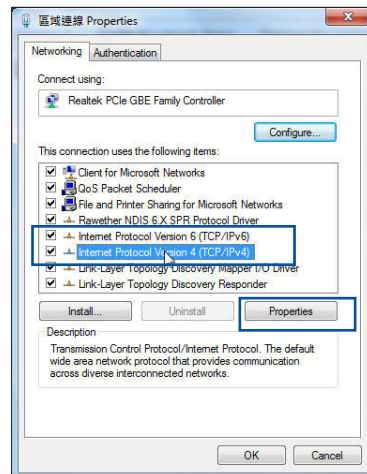 區域連線 Properties
Networking Authentication
Connect using:
Realtek PCIe GBE Family Controller
Configure...
This connection uses the following items:
Client for Microsoft Networks
QoS Packet Scheduler
File and Printer Sharing for Microsoft Networks
Rawether NDIS 6.X SPR Protocol Driver
Internet Protocol Version 6 (TCP/IPv6)
Internet Protocol Version 4 (TCP/IPv4)
Link-Layer Topology Discovery Mapper I/O Driver
Link-Layer Topology Discovery Responder
Install... Uninstall Properties
Description
Transmission Control Protocol/Internet Protocol. The default
wide area network protocol that provides communication
across diverse interconnected networks.
OK Cancel